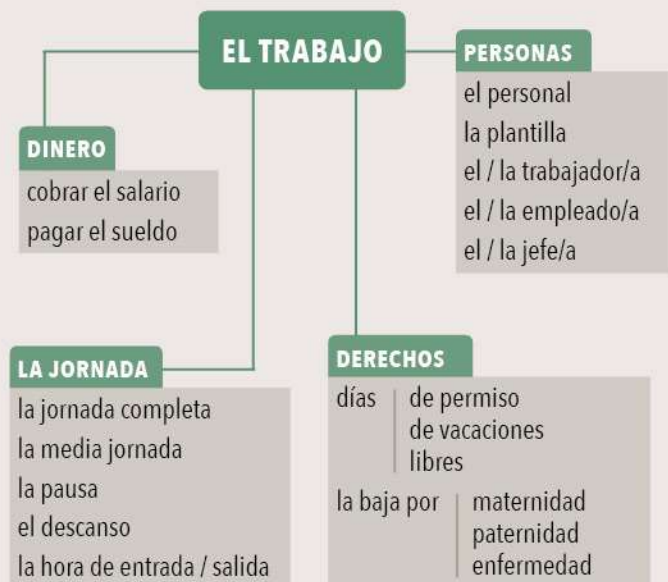 EL TRABAJO
PERSONAS
el personal
la plantilla
el / la trabajador/a
el / la empleado/a
el / la jefe/a
DINERO
cobrar el salario
pagar el sueldo
LA JORNADA
la jornada completa
la media jornada
la pausa
el descanso
la hora de entrada / salida
DERECHOS
días de permiso
de vacaciones
libres
la baja por maternidad
paternidad
enfermedad